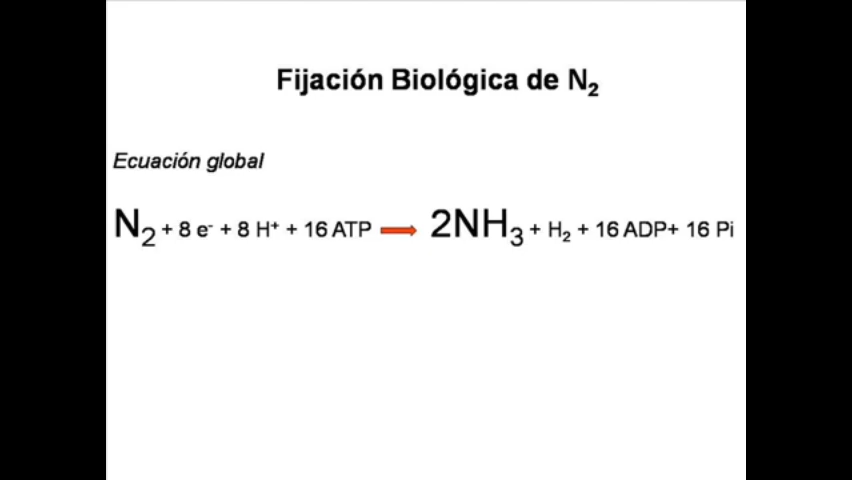 Fijación Biológica de N₂
Ecuación global
N₂ + 8 e⁻ + 8 H⁺ + 16 ATP ➡ 2NH₃ + H₂ + 16 ADP+ 16 Pi